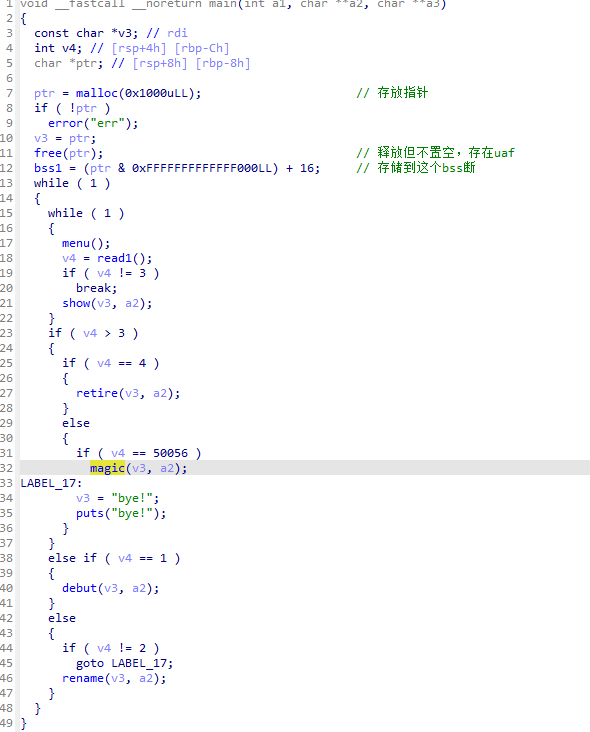 1 void __fastcall __noreturn main(int a1, char **a2, char **a3)
2 {
3 const char *v3; // rdi
4 int v4; // [rsp+4h] [rbp-Ch]
5 char *ptr; // [rsp+8h] [rbp-8h]
6
7 ptr = malloc(0x1000uLL); // 存放指针
8 if ( !ptr )
9 error("err");
10 v3 = ptr;
11 free(ptr); // 释放但不置空，存在uaf
12 bss1 = (ptr & 0xFFFFFFFFFFFFF000LL) + 16; // 存储到这个bss断
13 while ( 1 )
14 {
15 while ( 1 )
16 {
17 menu();
18 v4 = read1();
19 if ( v4 != 3 )
20 break;
21 show(v3, a2);
22 }
23 if ( v4 > 3 )
24 {
25 if ( v4 == 4 )
26 {
27 retire(v3, a2);
28 }
29 else
30 {
31 if ( v4 == 50056 )
32 magic(v3, a2);
33 LABEL_17:
34 v3 = "bye!";
35 puts("bye!");
36 }
37 }
38 else if ( v4 == 1 )
39 {
40 debut(v3, a2);
41 }
42 else
43 {
44 if ( v4 != 2 )
45 goto LABEL_17;
46 rename(v3, a2);
47 }
48 }
49 }